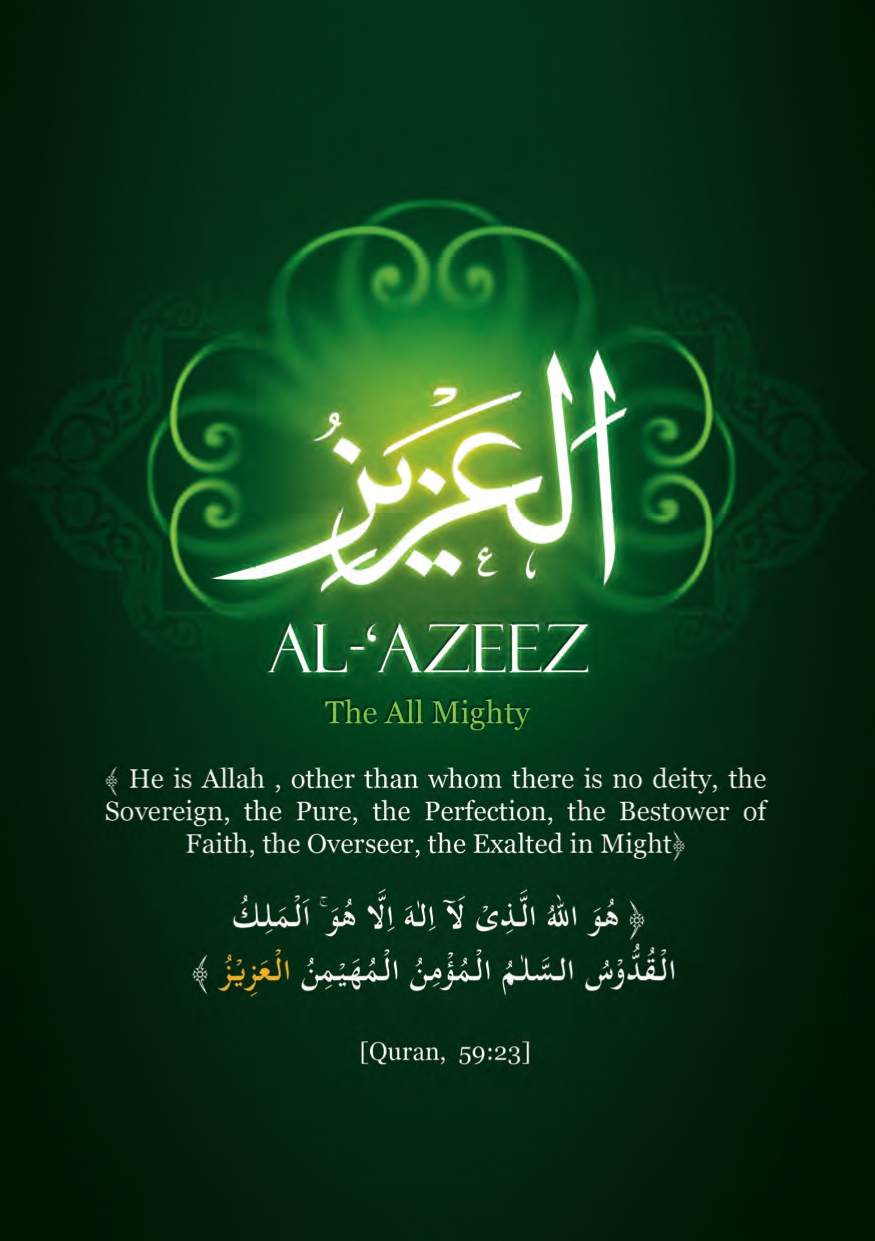 العزيزُ
AL-‘AZEEZ
The All Mighty
﴿ He is Allah , other than whom there is no deity, the
Sovereign, the Pure, the Perfection, the Bestower of
Faith, the Overseer, the Exalted in Might﴾
﴿ هُوَ اللّٰهُ الَّذِىْ لَآ اِلٰهَ اِلَّا هُوَ ۚ اَلْمَلِكُ
الْقُدُّوْسُ السَّلٰمُ الْمُؤْمِنُ الْمُهَيْمِنُ الْعَزِيْزُ ﴾
[Quran, 59:23]